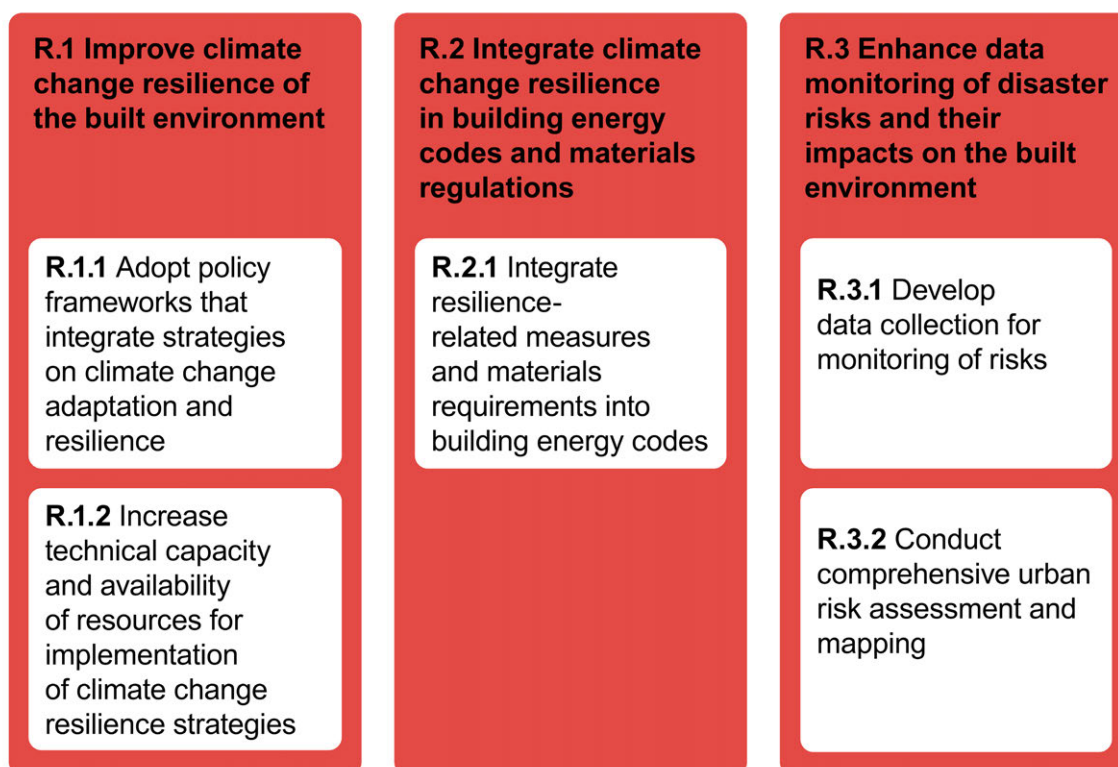 R.1 Improve climate
change resilience of
the built environment
R.1.1 Adopt policy
frameworks that
integrate strategies
on climate change
adaptation and
resilience
R.1.2 Increase
technical capacity
and availability
of resources for
implementation
of climate change
resilience strategies
R.2 Integrate climate
change resilience
in building energy
codes and materials
regulations
R.2.1 Integrate
resilience-
related measures
and materials
requirements into
building energy codes
R.3 Enhance data
monitoring of disaster
risks and their
impacts on the built
environment
R.3.1 Develop
data collection for
monitoring of risks
R.3.2 Conduct
comprehensive urban
risk assessment and
mapping